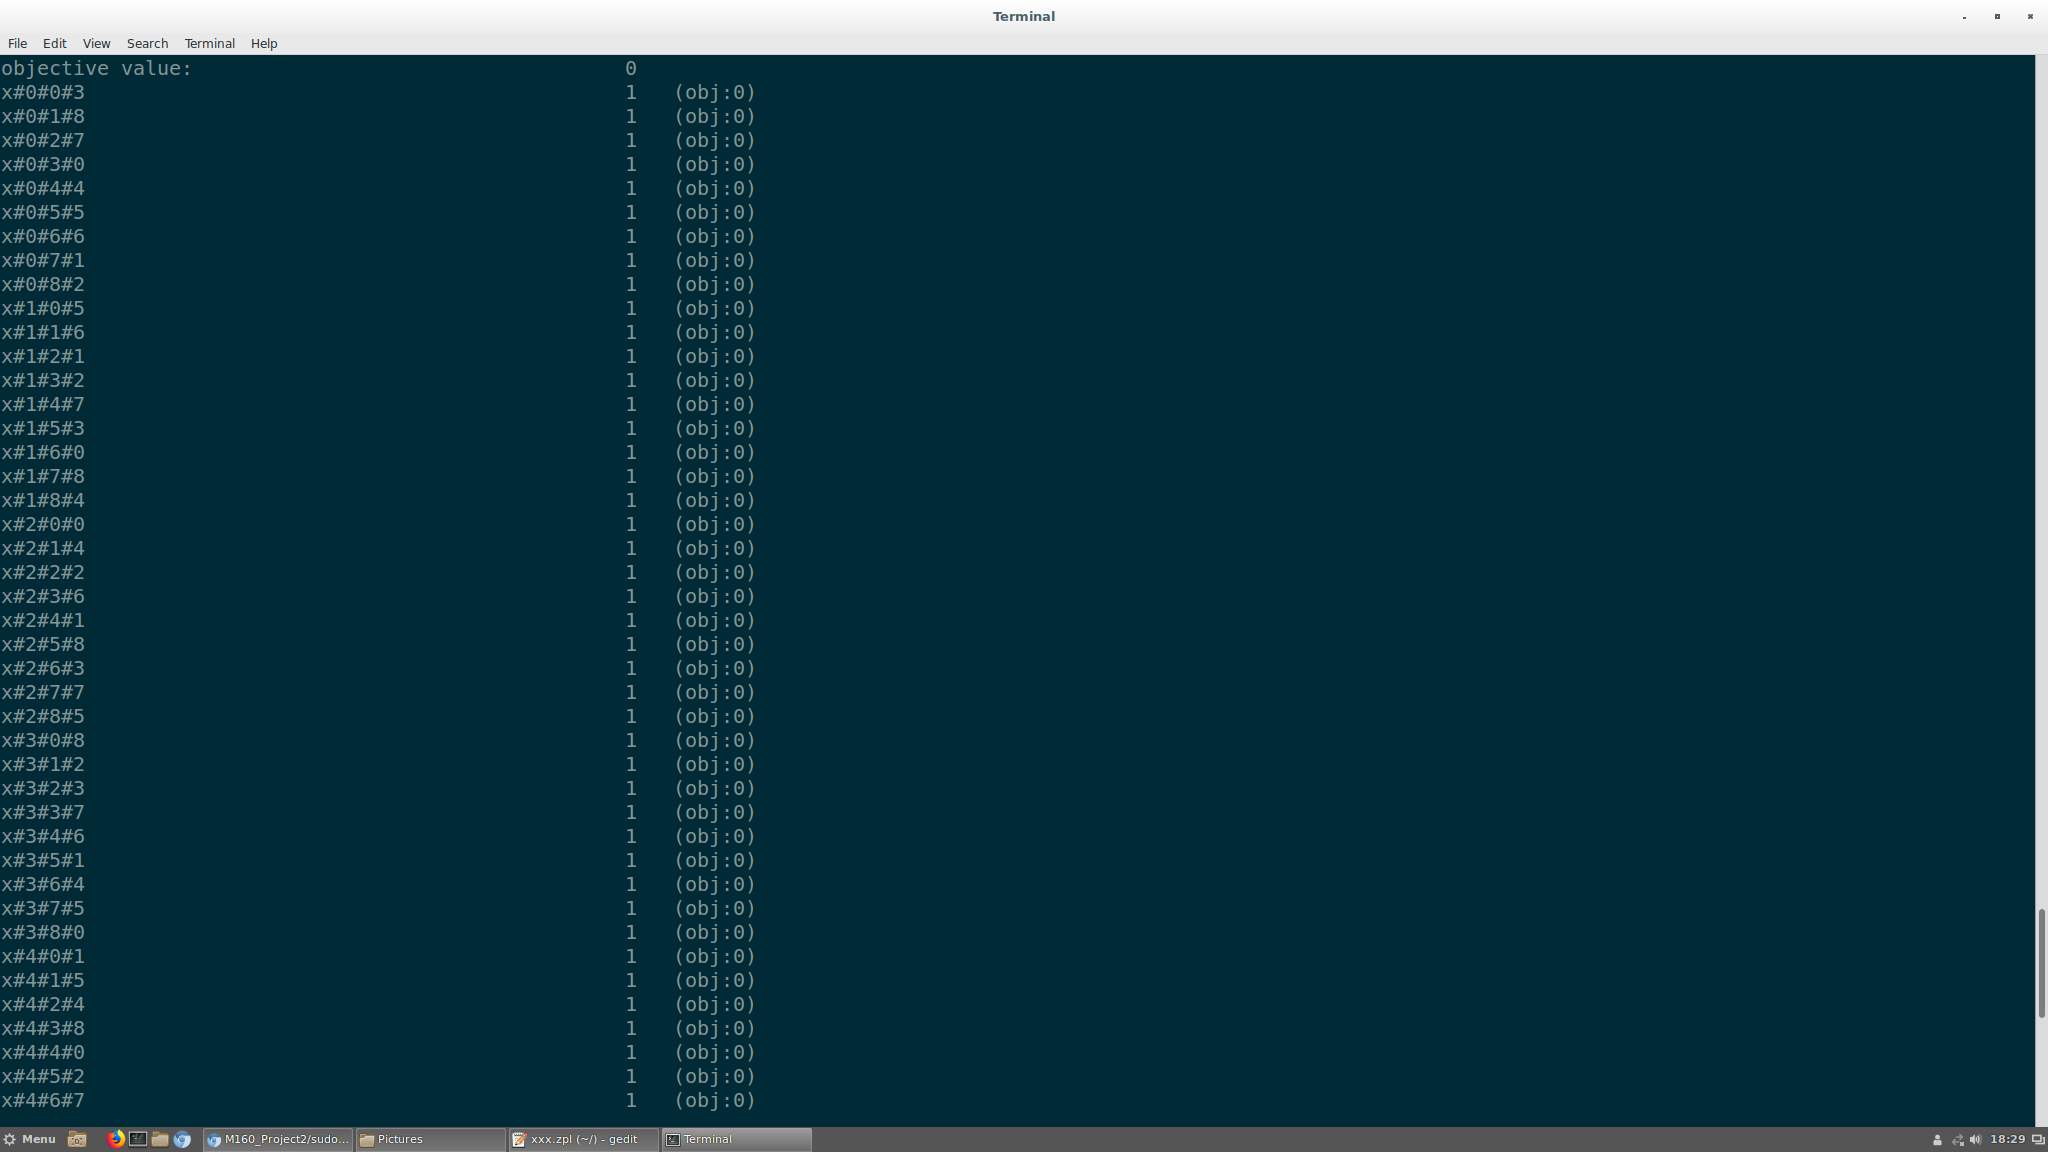 Terminal
File Edit View Search Terminal Help
objective value: 0
x#0#0#3 1 (obj:0)
x#0#1#8 1 (obj:0)
x#0#2#7 1 (obj:0)
x#0#3#0 1 (obj:0)
x#0#4#4 1 (obj:0)
x#0#5#5 1 (obj:0)
x#0#6#6 1 (obj:0)
x#0#7#1 1 (obj:0)
x#0#8#2 1 (obj:0)
x#1#0#5 1 (obj:0)
x#1#1#6 1 (obj:0)
x#1#2#1 1 (obj:0)
x#1#3#2 1 (obj:0)
x#1#4#7 1 (obj:0)
x#1#5#3 1 (obj:0)
x#1#6#0 1 (obj:0)
x#1#7#8 1 (obj:0)
x#1#8#4 1 (obj:0)
x#2#0#0 1 (obj:0)
x#2#1#4 1 (obj:0)
x#2#2#2 1 (obj:0)
x#2#3#6 1 (obj:0)
x#2#4#1 1 (obj:0)
x#2#5#8 1 (obj:0)
x#2#6#3 1 (obj:0)
x#2#7#7 1 (obj:0)
x#2#8#5 1 (obj:0)
x#3#0#8 1 (obj:0)
x#3#1#2 1 (obj:0)
x#3#2#3 1 (obj:0)
x#3#3#7 1 (obj:0)
x#3#4#6 1 (obj:0)
x#3#5#1 1 (obj:0)
x#3#6#4 1 (obj:0)
x#3#7#5 1 (obj:0)
x#3#8#0 1 (obj:0)
x#4#0#1 1 (obj:0)
x#4#1#5 1 (obj:0)
x#4#2#4 1 (obj:0)
x#4#3#8 1 (obj:0)
x#4#4#0 1 (obj:0)
x#4#5#2 1 (obj:0)
x#4#6#7 1 (obj:0)
Menu M160_Project2/sudo... Pictures xxx.zpl (~/) - gedit Terminal 18:29